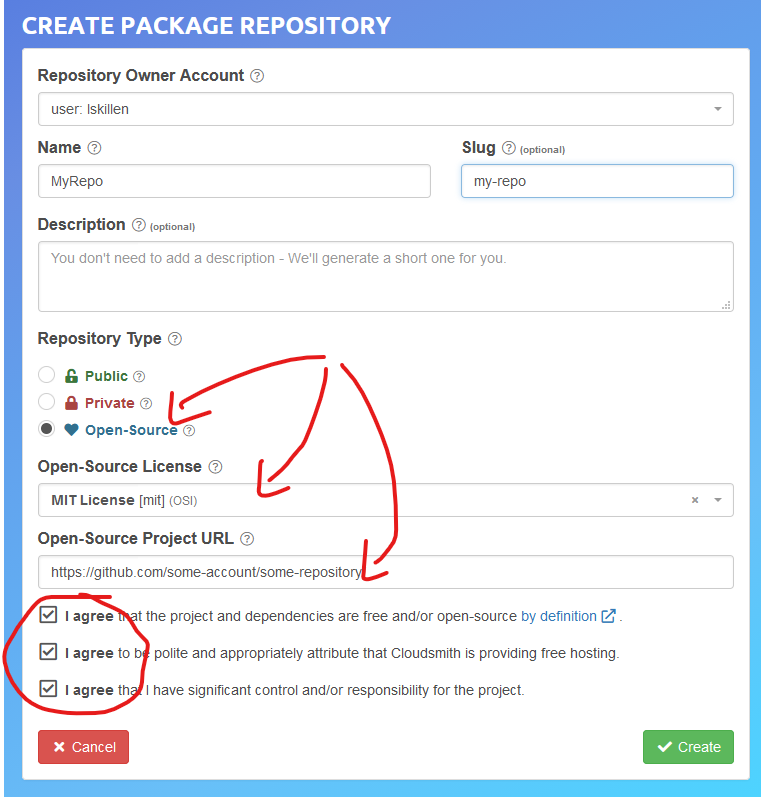 CREATE PACKAGE REPOSITORY
Repository Owner Account ?
user: lskillen
Name ? Slug ? (optional)
MyRepo my-repo
Description ? (optional)
You don't need to add a description - We'll generate a short one for you.
Repository Type ?
Public ?
Private ?
Open-Source ?
Open-Source License ?
MIT License [mit] (OSI) ×
Open-Source Project URL ?
https://github.com/some-account/some-repository
I agree that the project and dependencies are free and/or open-source by definition .
I agree to be polite and appropriately attribute that Cloudsmith is providing free hosting.
I agree that I have significant control and/or responsibility for the project.
Cancel Create